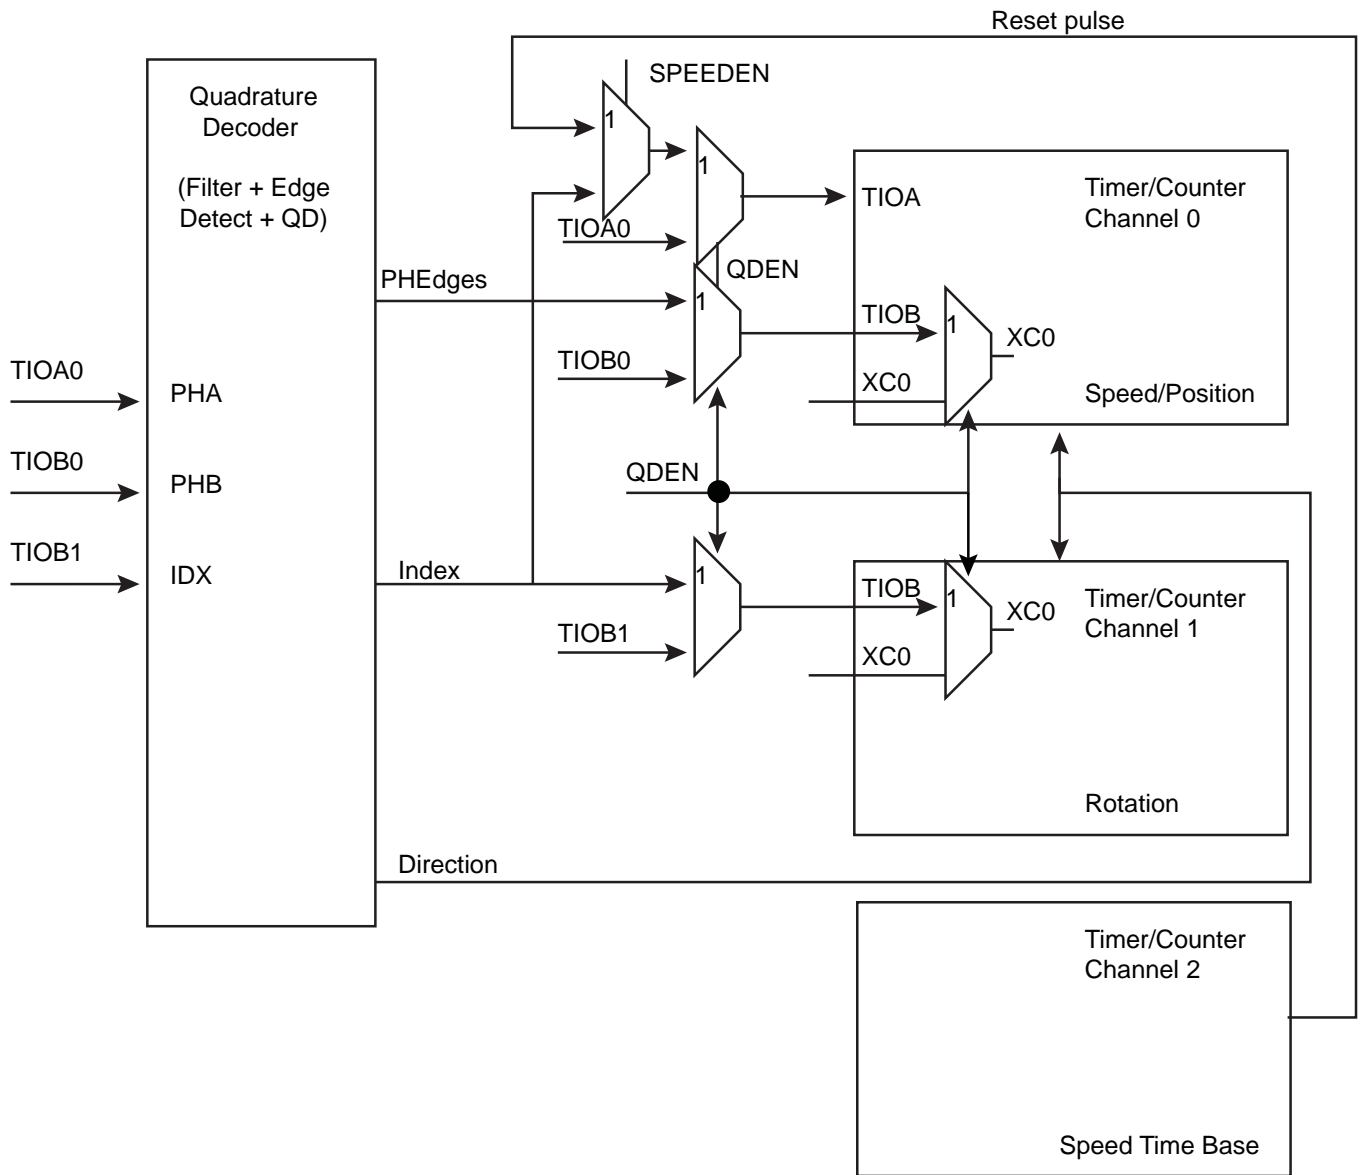 Reset pulse
SPEEDEN
Quadrature
Decoder
(Filter + Edge
Detect + QD)
1
1
TIOA
Timer/Counter
Channel 0
TIOA0
QDEN
PHEdges
1
TIOB
1
XC0
TIOB0
TIOA0
PHA
XC0
Speed/Position
TIOB0
PHB
QDEN
TIOB1
IDX
Index
1
TIOB
1
XC0
Timer/Counter
Channel 1
TIOB1
XC0
Rotation
Direction
Timer/Counter
Channel 2
Speed Time Base